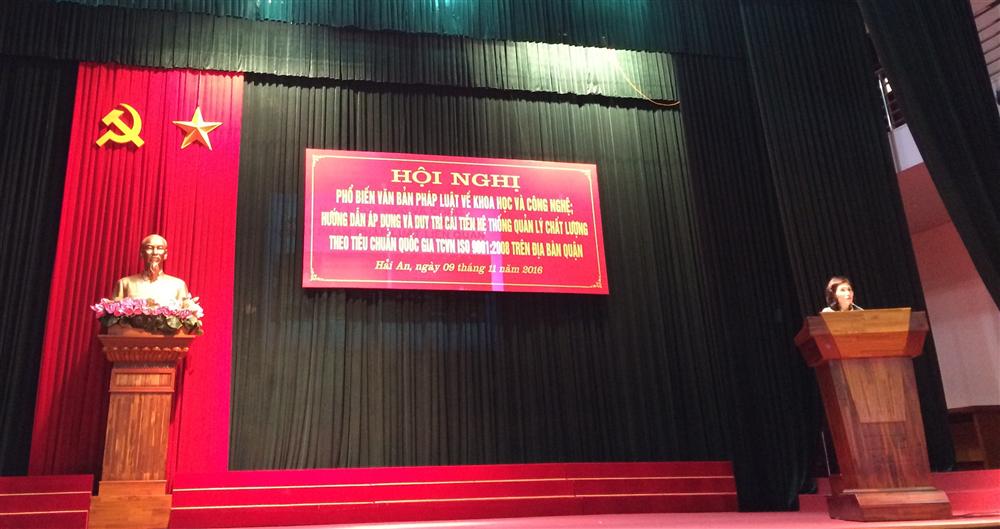 HỘI NGHỊ
PHỔ BIẾN VĂN BẢN PHÁP LUẬT VỀ KHOA HỌC VÀ CÔNG NGHỆ;
HƯỚNG DẪN ÁP DỤNG VÀ DUY TRÌ CẢI TIẾN HỆ THỐNG QUẢN LÝ CHẤT LƯỢNG
THEO TIÊU CHUẨN QUỐC GIA TCVN ISO 9001:2008 TRÊN ĐỊA BÀN QUẬN
Hải An, ngày 09 tháng 11 năm 2016